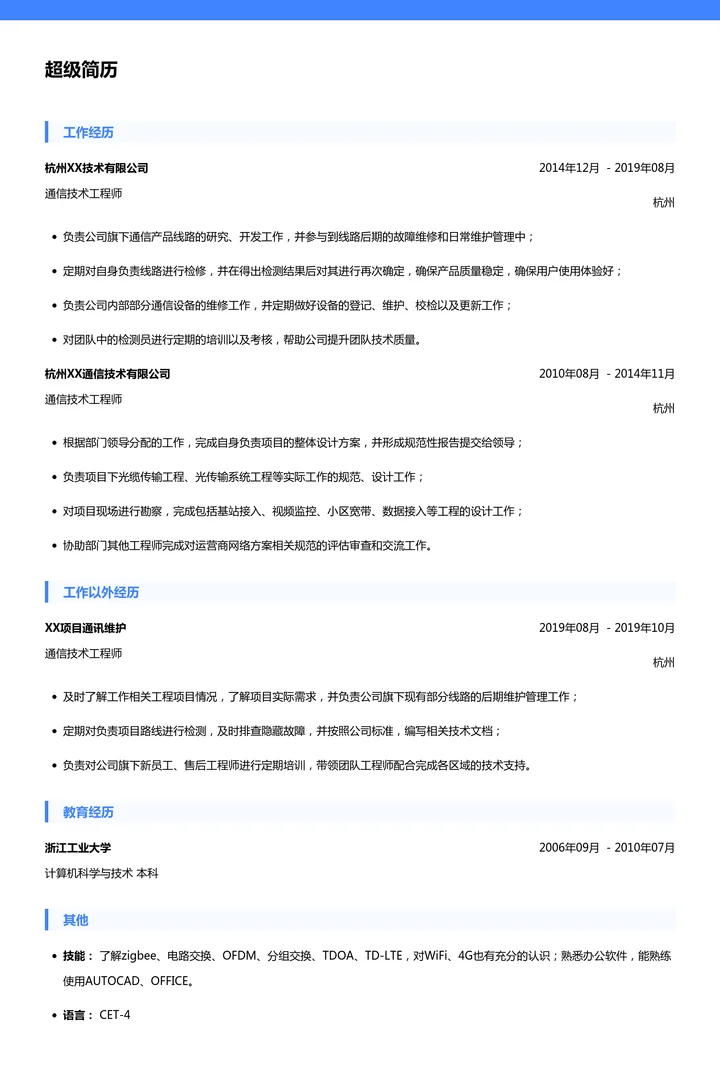 超级简历
工作经历
杭州XX技术有限公司 2014年12月 - 2019年08月
通信技术工程师
杭州
• 负责公司旗下通信产品线路的研究、开发工作，并参与到线路后期的故障维修和日常维护管理中；
• 定期对自身负责线路进行检修，并在得出检测结果后对其进行再次确定，确保产品质量稳定，确保用户使用体验好；
• 负责公司内部部分通信设备的维修工作，并定期做好设备的登记、维护、校检以及更新工作；
• 对团队中的检测员进行定期的培训以及考核，帮助公司提升团队技术质量。
杭州XX通信技术有限公司 2010年08月 - 2014年11月
通信技术工程师
杭州
• 根据部门领导分配的工作，完成自身负责项目的整体设计方案，并形成规范性报告提交给领导；
• 负责项目下光缆传输工程、光传输系统工程等实际工作的规范、设计工作；
• 对项目现场进行勘察，完成包括基站接入、视频监控、小区宽带、数据接入等工程的设计工作；
• 协助部门其他工程师完成对运营商网络方案相关规范的评估审查和交流工作。
工作以外经历
XX项目通讯维护 2019年08月 - 2019年10月
通信技术工程师
杭州
• 及时了解工作相关工程项目情况，了解项目实际需求，并负责公司旗下现有部分线路的后期维护管理工作；
• 定期对负责项目路线进行检测，及时排查隐藏故障，并按照公司标准，编写相关技术文档；
• 负责对公司旗下新员工、售后工程师进行定期培训，带领团队工程师配合完成各区域的技术支持。
教育经历
浙江工业大学 2006年09月 - 2010年07月
计算机科学与技术 本科
其他
• 技能： 了解zigbee、电路交换、OFDM、分组交换、TDOA、TD-LTE，对WiFi、4G也有充分的认识；熟悉办公软件，能熟练
使用AUTOCAD、OFFICE。
• 语言： CET-4